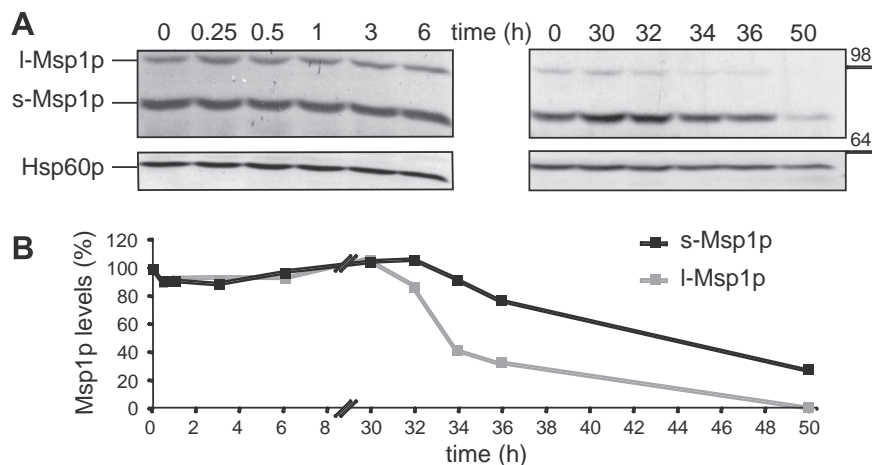 A
0 0.25 0.5 1 3 6 time (h) 0 30 32 34 36 50
l-Msp1p
s-Msp1p
Hsp60p
98
64
B
Msp1p levels (%)
120
100
80
60
40
20
0
0 2 4 6 8 30 32 34 36 38 40 42 44 46 48 50
time (h)
s-Msp1p
l-Msp1p